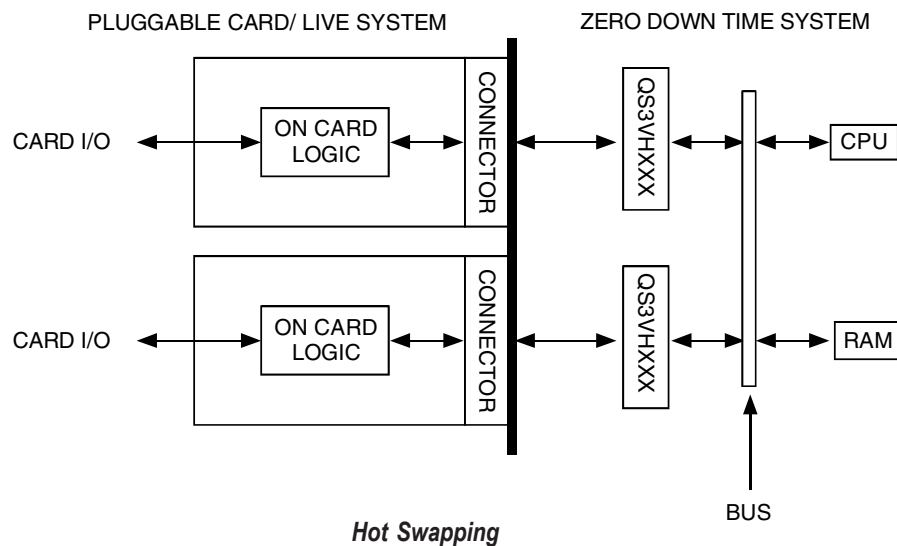 PLUGGABLE CARD/ LIVE SYSTEM
ZERO DOWN TIME SYSTEM
CARD I/O
ON CARD
LOGIC
CONNECTOR
QS3VHXXX
CPU
CARD I/O
ON CARD
LOGIC
CONNECTOR
QS3VHXXX
RAM
BUS
Hot Swapping